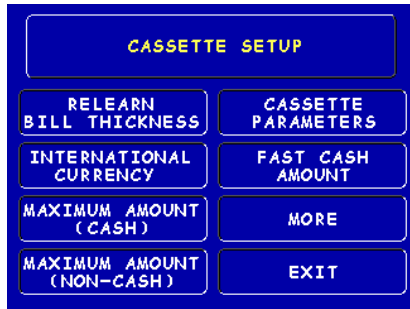 CASSETTE SETUP
RELEARN
BILL THICKNESS
CASSETTE
PARAMETERS
INTERNATIONAL
CURRENCY
FAST CASH
AMOUNT
MAXIMUM AMOUNT
(CASH)
MORE
MAXIMUM AMOUNT
(NON-CASH)
EXIT